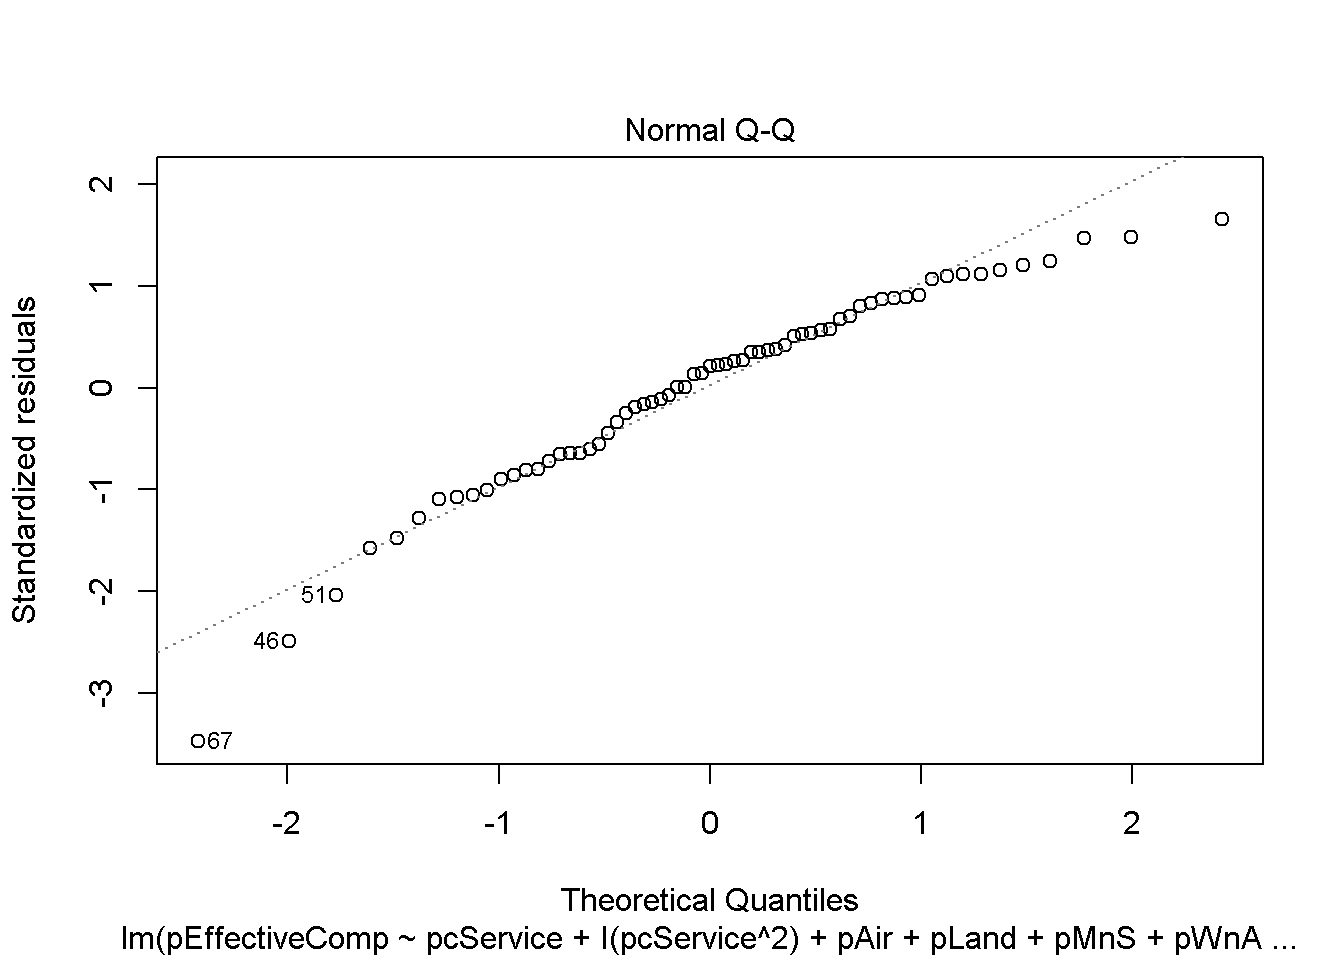 Normal Q-Q
Standardized residuals
2
1
0
-1
-2
-3
51
46
67
-2 -1 0 1 2
Theoretical Quantiles
lm(pEffectiveComp ~ pcService + I(pcService^2) + pAir + pLand + pMnS + pWnA ...